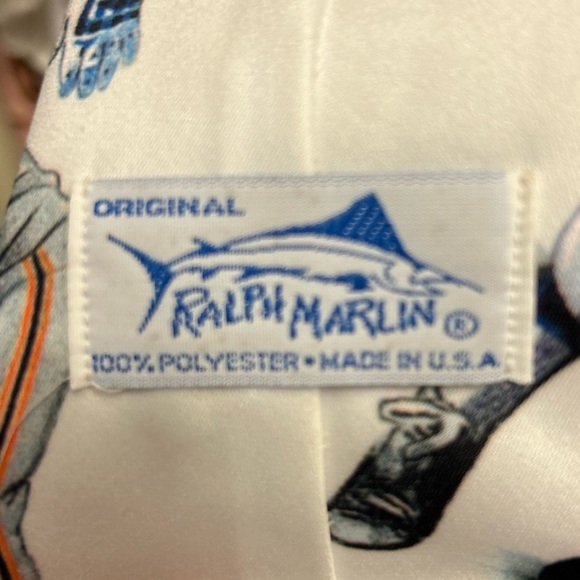 ORIGINAL
RALPH MARLIN ®
100% POLYESTER • MADE IN U.S.A.